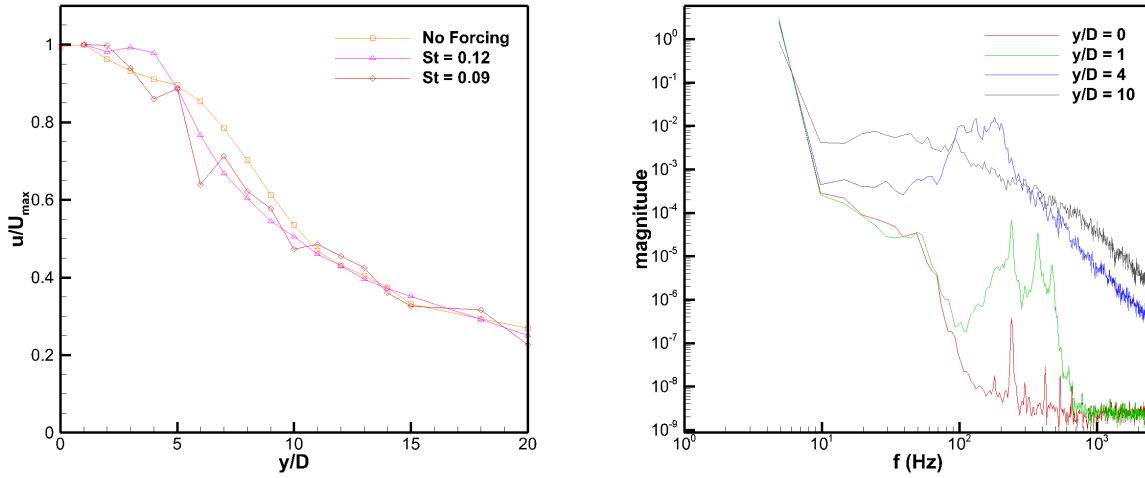 No Forcing
St = 0.12
St = 0.09
1
0.8
0.6
0.4
0.2
0
0
5
10
15
20
u/Umax
y/D
y/D = 0
y/D = 1
y/D = 4
y/D = 10
10^0
10^-1
10^-2
10^-3
10^-4
10^-5
10^-6
10^-7
10^-8
10^-9
10^0
10^1
10^2
10^3
magnitude
f (Hz)